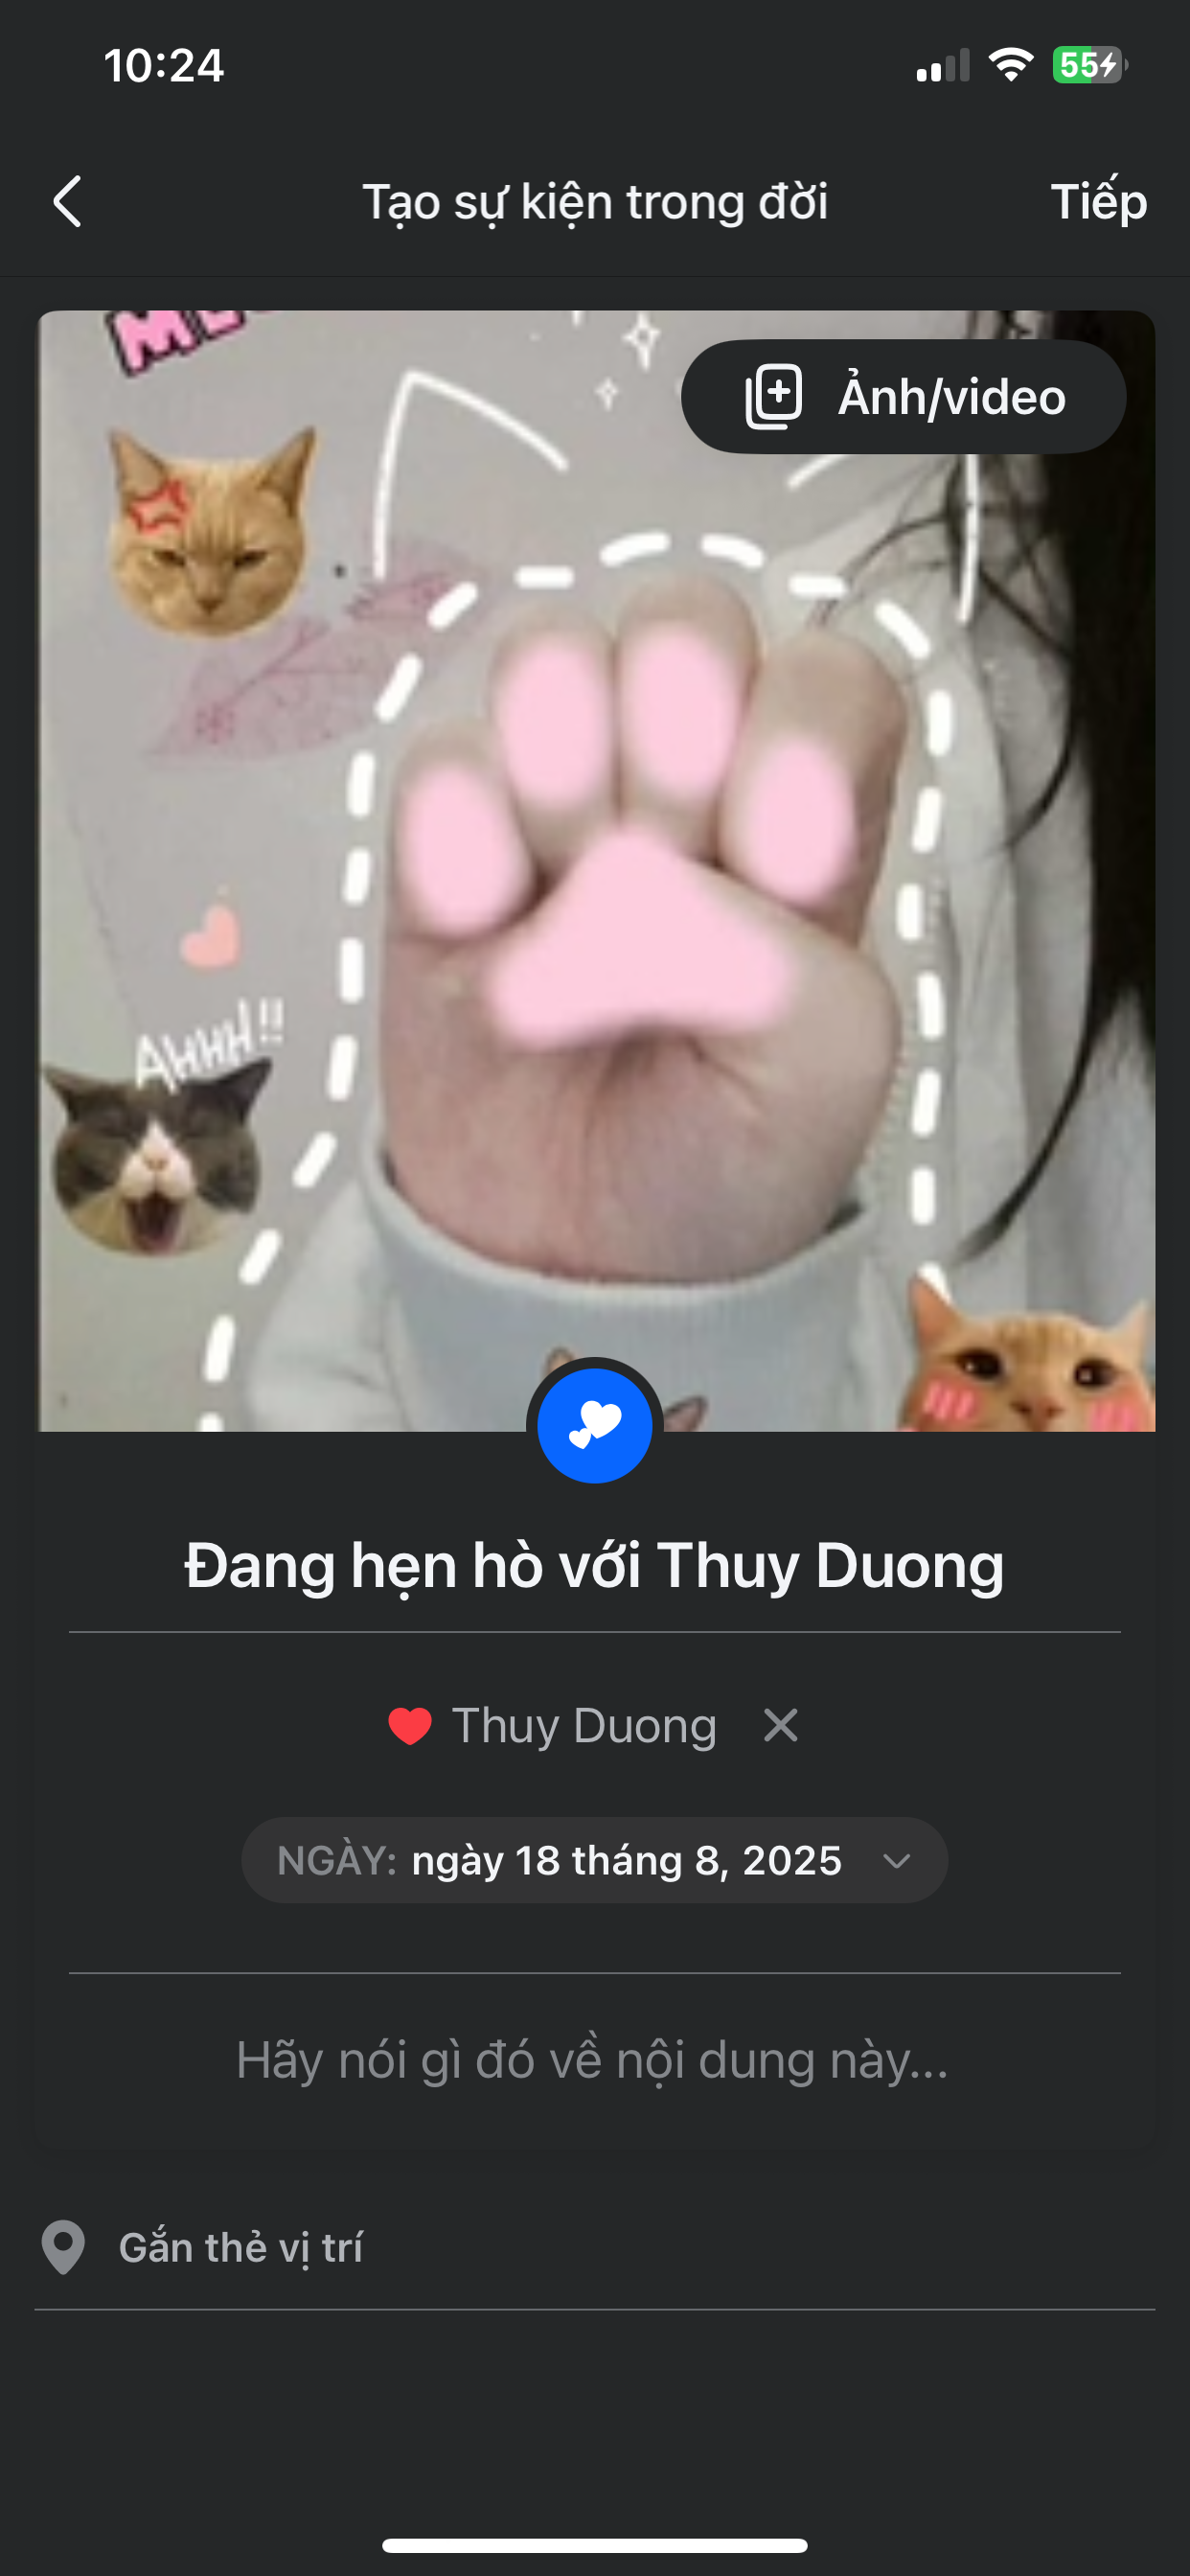 10:24
55
Tạo sự kiện trong đời
Tiếp
Ảnh/video
AHHH!!
Đang hẹn hò với Thuy Duong
Thuy Duong
NGÀY: ngày 18 tháng 8, 2025
Hãy nói gì đó về nội dung này...
Gắn thẻ vị trí